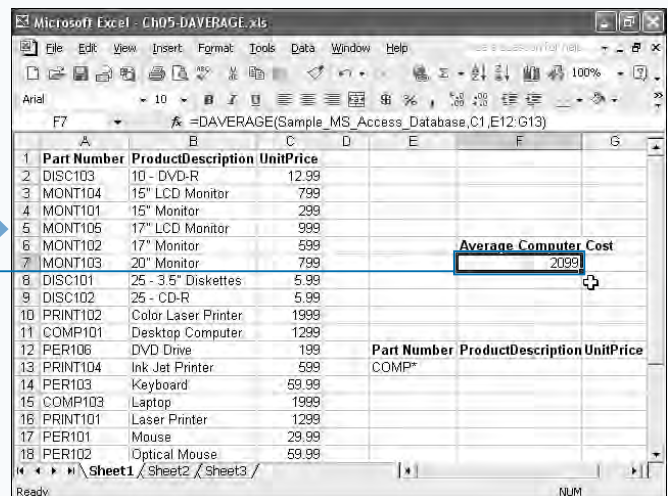 Microsoft Excel - Ch05-DAVERAGE.xls
File Edit View Insert Format Tools Data Window Help
100%
Arial 10 B I U
F7 fx =DAVERAGE(Sample_MS_Access_Database,C1,E12:G13)
A B C D E F G
1 Part Number ProductDescription UnitPrice
2 DISC103 10 - DVD-R 12.99
3 MONT104 15" LCD Monitor 799
4 MONT101 15" Monitor 299
5 MONT105 17" LCD Monitor 999
6 MONT102 17" Monitor 599 Average Computer Cost
7 MONT103 20" Monitor 799 2099
8 DISC101 25 - 3.5" Diskettes 5.99
9 DISC102 25 - CD-R 5.99
10 PRINT102 Color Laser Printer 1999
11 COMP101 Desktop Computer 1299
12 PER106 DVD Drive 199 Part Number ProductDescription UnitPrice
13 PRINT104 Ink Jet Printer 599 COMP*
14 PER103 Keyboard 59.99
15 COMP103 Laptop 1999
16 PRINT101 Laser Printer 1299
17 PER101 Mouse 29.99
18 PER102 Optical Mouse 59.99
Sheet1 Sheet2 Sheet3
Ready NUM